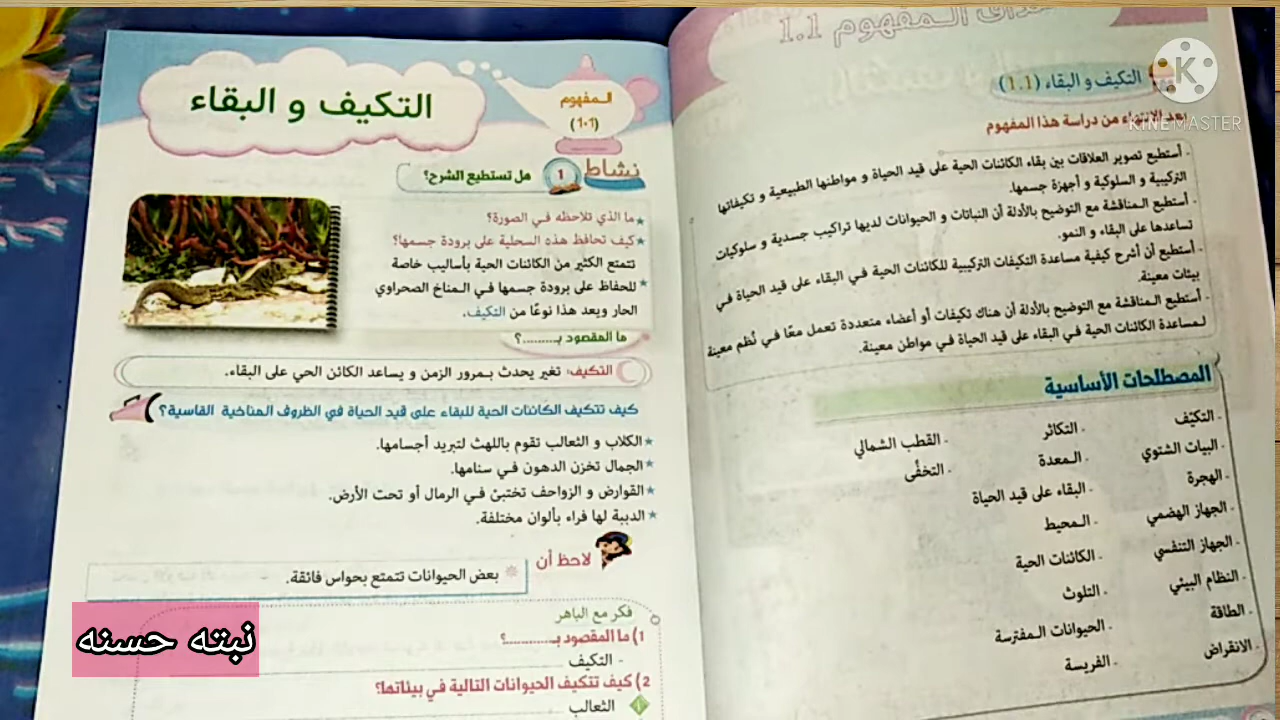 أهداف المفهوم 1.1
التكيف و البقاء (1.1)
بعد الانتهاء من دراسة هذا المفهوم
- أستطيع تصوير العلاقات بين بقاء الكائنات الحية على قيد الحياة و مواطنها الطبيعية و تكيفاتها
التركيبية و السلوكية و أجهزة جسمها.
- أستطيع المناقشة مع التوضيح بالأدلة أن النباتات و الحيوانات لديها تراكيب جسدية و سلوكيات
تساعدها على البقاء و النمو.
- أستطيع أن أشرح كيفية مساعدة التكيفات التركيبية للكائنات الحية في البقاء على قيد الحياة في
بيئات معينة.
- أستطيع المناقشة مع التوضيح بالأدلة أن هناك تكيفات أو أعضاء متعددة تعمل معًا في نُظم معينة
لمساعدة الكائنات الحية في البقاء على قيد الحياة في مواطن معينة.
المصطلحات الأساسية
- التكيّف
- البيات الشتوي
- الهجرة
- الجهاز الهضمي
- الجهاز التنفسي
- النظام البيئي
- الطاقة
- الانقراض
- التكاثر
- المعدة
- البقاء على قيد الحياة
- المحيط
- الكائنات الحية
- التلوث
- الحيوانات المفترسة
- الفريسة
- القطب الشمالي
- التخفُّى
KINEMASTER
المفهوم
(1.1)
التكيف و البقاء
نشاط 1 هل تستطيع الشرح؟
★ ما الذي تلاحظه في الصورة؟
★ كيف تحافظ هذه السحلية على برودة جسمها؟
تتمتع الكثير من الكائنات الحية بأساليب خاصة
★ للحفاظ على برودة جسمها في المناخ الصحراوي
الحار ويعد هذا نوعًا من التكيف.
ما المقصود بـ.........؟
التكيف: تغير يحدث بمرور الزمن و يساعد الكائن الحي على البقاء.
كيف تتكيف الكائنات الحية للبقاء على قيد الحياة في الظروف المناخية القاسية؟
★ الكلاب و الثعالب تقوم باللهث لتبريد أجسامها.
★ الجمال تخزن الدهون في سنامها.
★ القوارض و الزواحف تختبئ في الرمال أو تحت الأرض.
★ الدببة لها فراء بألوان مختلفة.
لاحظ أن
بعض الحيوانات تتمتع بحواس فائقة.
فكر مع الباهر
1) ما المقصود بـ............؟
- التكيف
2) كيف تتكيف الحيوانات التالية في بيئاتها؟
أ الثعالب
نبته حسنه